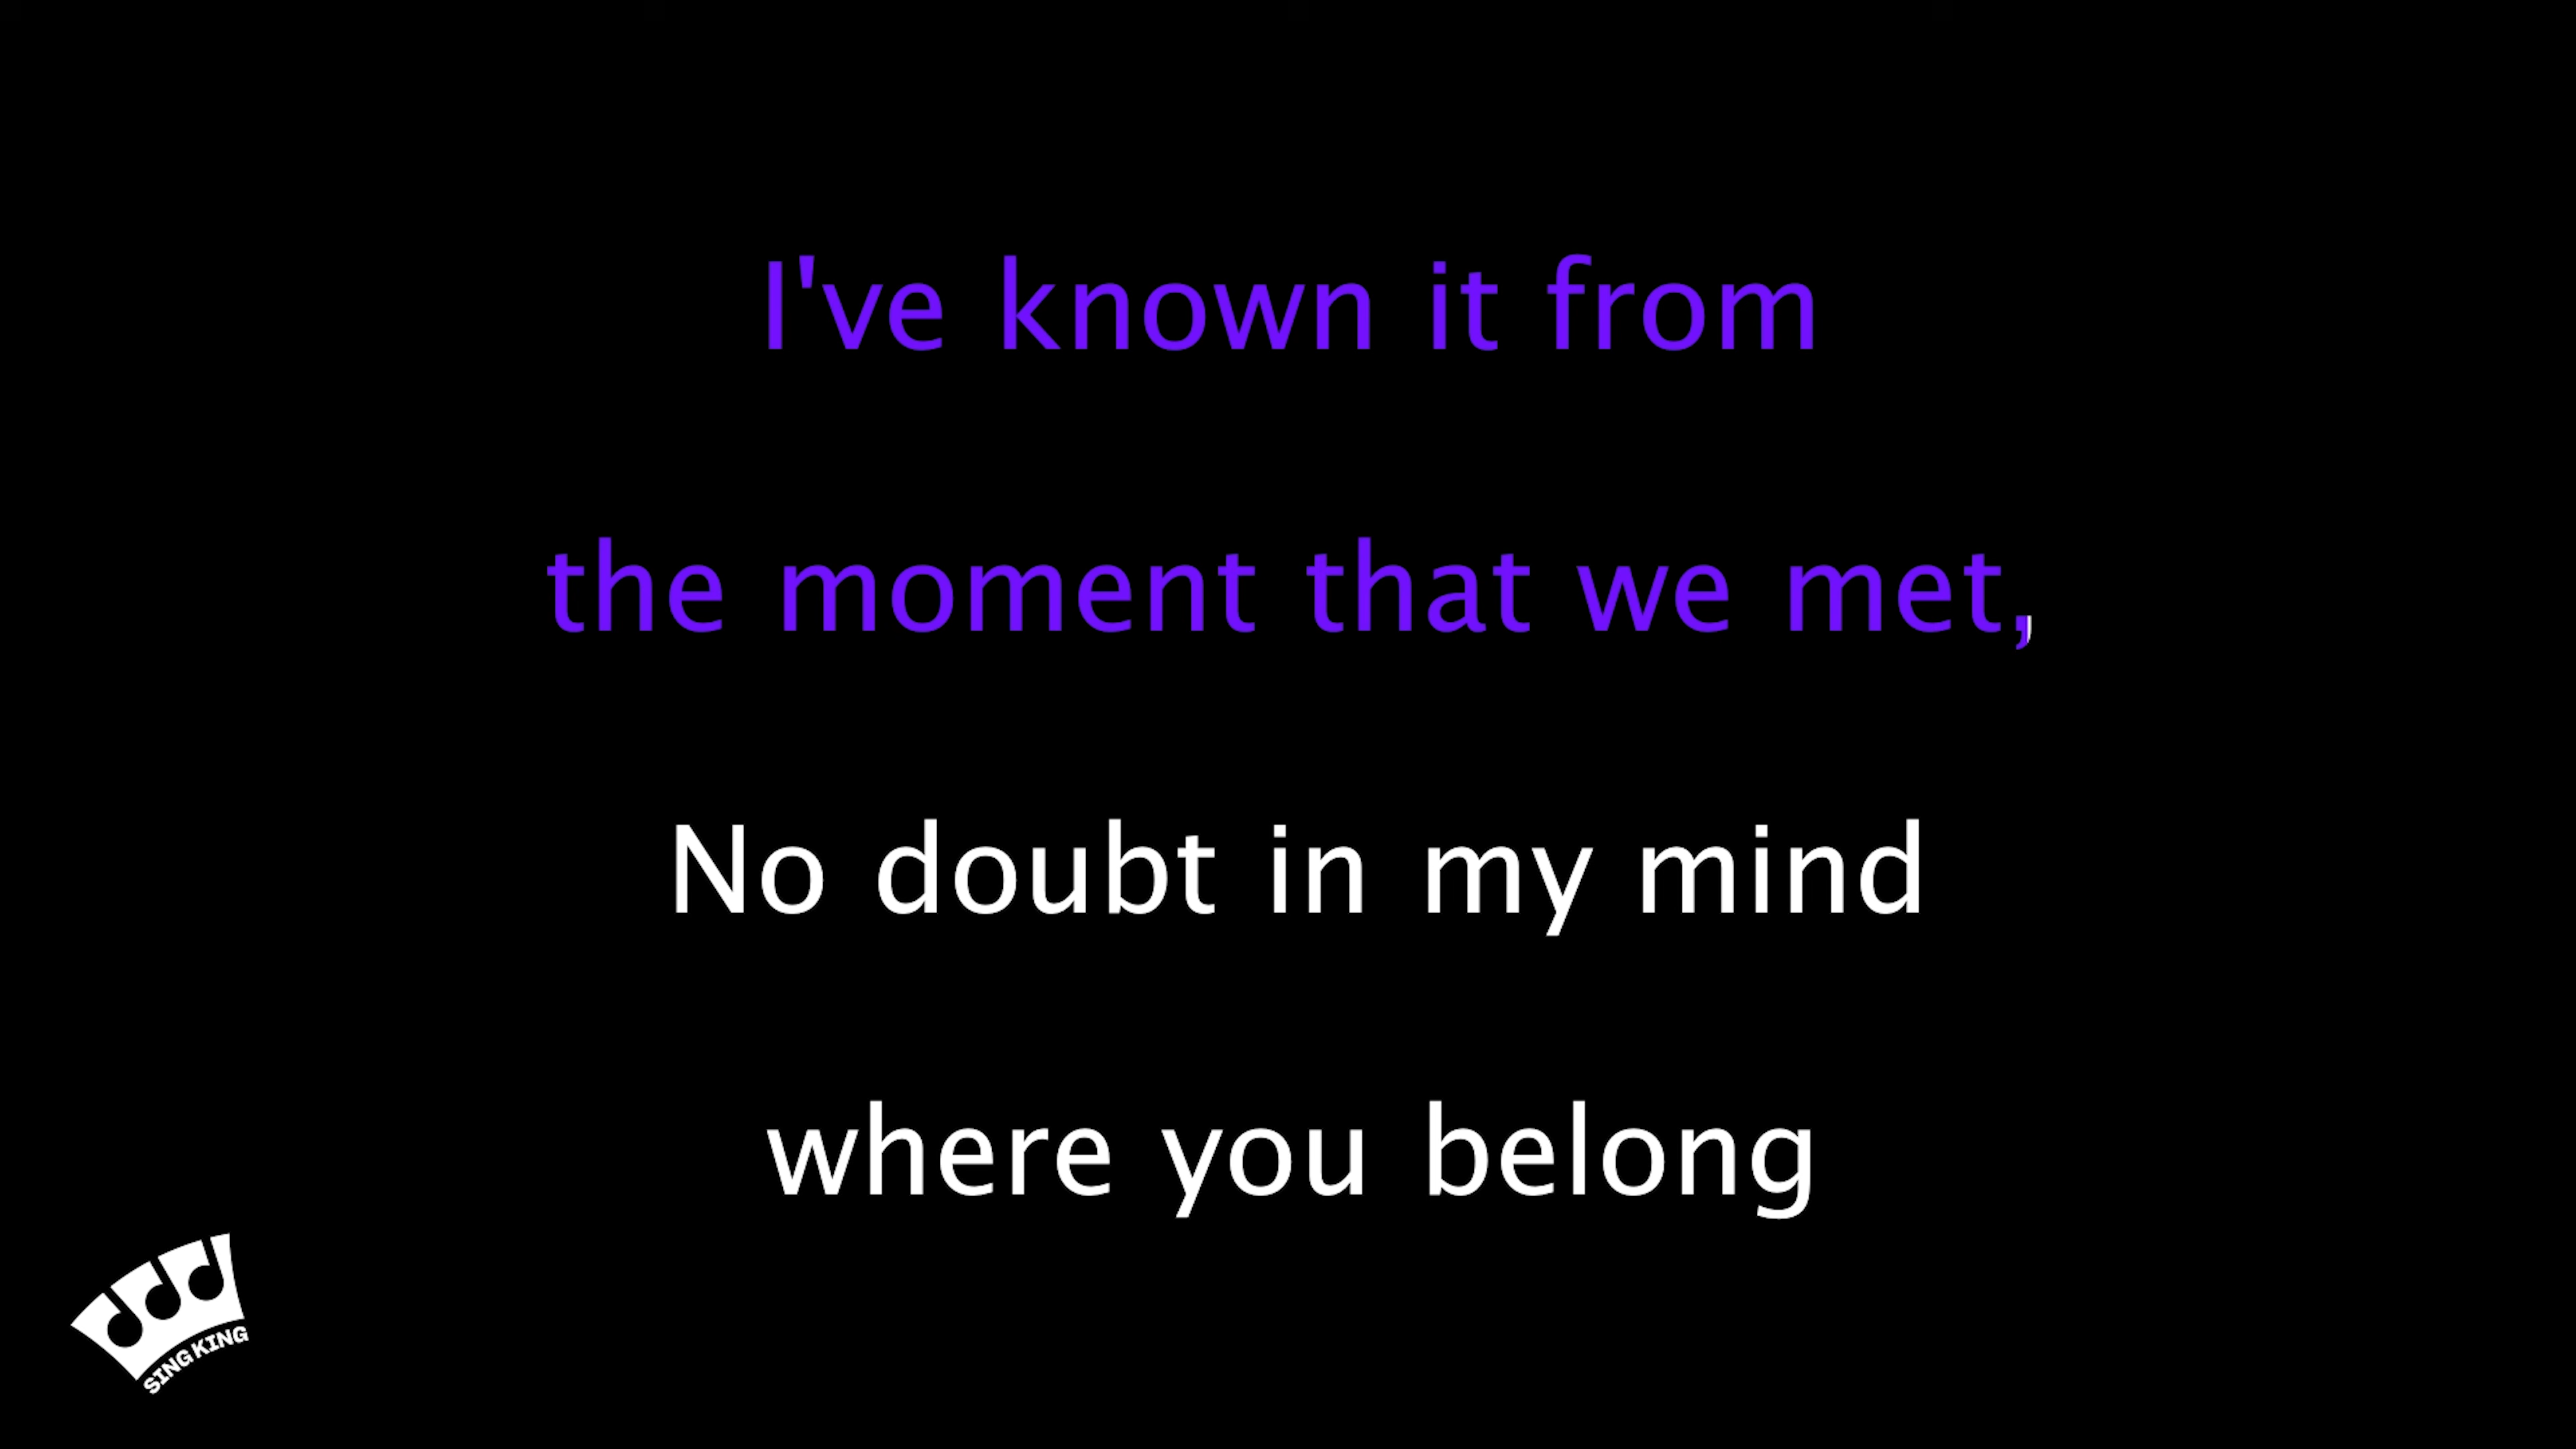 I've known it from
the moment that we met,
No doubt in my mind
where you belong
SING KING